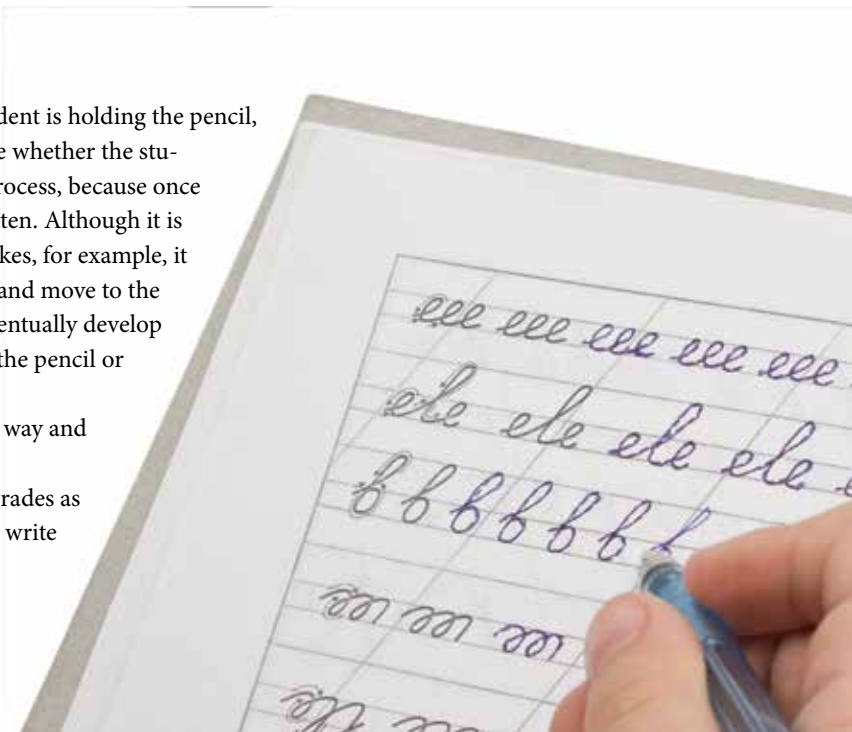 dent is holding the pencil,
e whether the stu-
rocess, because once
ten. Although it is
kes, for example, it
and move to the
entually develop
the pencil or
way and
rades as
write
eee eee eee eee eee
ele ele ele ele